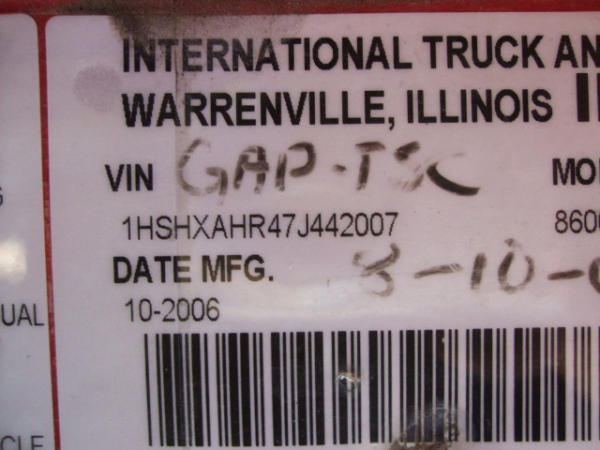 INTERNATIONAL TRUCK AN
WARRENVILLE, ILLINOIS
VIN GAP-TSC MO
1HSHXAHR47J442007 860
DATE MFG. 8-10-0
10-2006
UAL
CLE